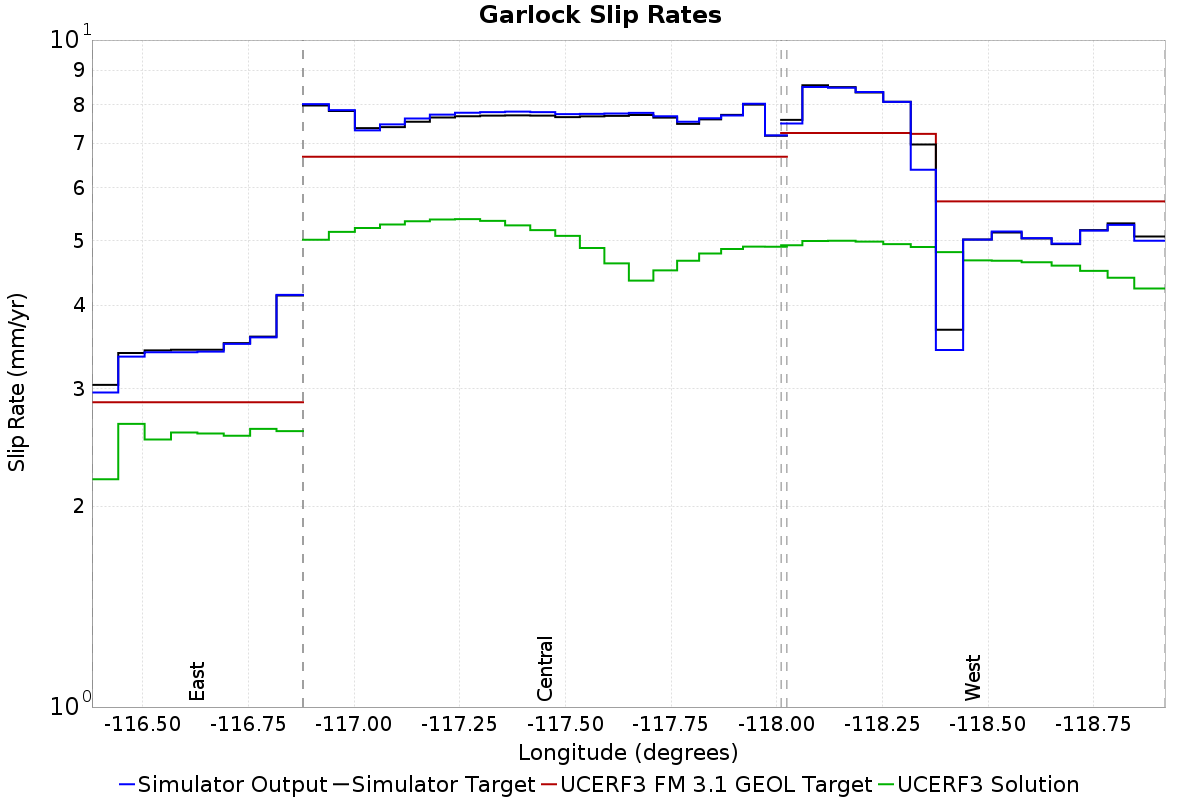 Garlock Slip Rates
10^1
9
8
7
6
5
4
3
2
10^0
Slip Rate (mm/yr)
East
Central
West
-116.50 -116.75 -117.00 -117.25 -117.50 -117.75 -118.00 -118.25 -118.50 -118.75
Longitude (degrees)
Simulator Output Simulator Target UCERF3 FM 3.1 GEOL Target UCERF3 Solution